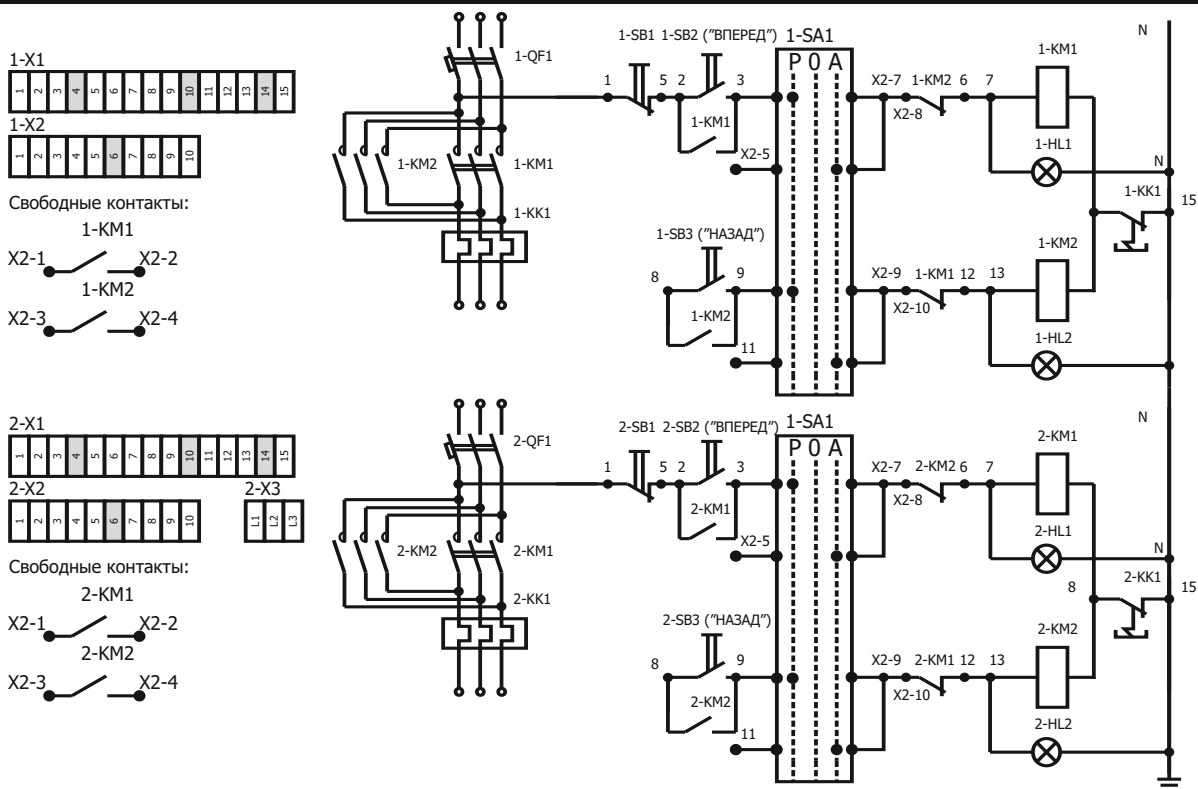 1-X1
1 2 3 4 5 6 7 8 9 10 11 12 13 14 15
1-X2
1 2 3 4 5 6 7 8 9 10
Свободные контакты:
1-KM1
X2-1 X2-2
1-KM2
X2-3 X2-4
1-QF1
1-KM2 1-KM1
1-KK1
1-SB1 1-SB2 ("ВПЕРЕД") 1-SA1
N
P 0 A
1 5 2 3
1-KM1
X2-5
X2-7 1-KM2 6 7
X2-8
1-KM1
1-HL1
N
1-KK1
15
1-SB3 ("НАЗАД")
8 9
1-KM2
11
X2-9 1-KM1 12 13
X2-10
1-KM2
1-HL2
2-X1
1 2 3 4 5 6 7 8 9 10 11 12 13 14 15
2-X2 2-X3
1 2 3 4 5 6 7 8 9 10
L1 L2 L3
Свободные контакты:
2-KM1
X2-1 X2-2
2-KM2
X2-3 X2-4
2-QF1
2-KM2 2-KM1
2-KK1
2-SB1 2-SB2 ("ВПЕРЕД") 1-SA1
N
P 0 A
1 5 2 3
2-KM1
X2-5
X2-7 2-KM2 6 7
X2-8
2-KM1
2-HL1
N
2-KK1
8 15
2-SB3 ("НАЗАД")
8 9
2-KM2
11
X2-9 2-KM1 12 13
X2-10
2-KM2
2-HL2